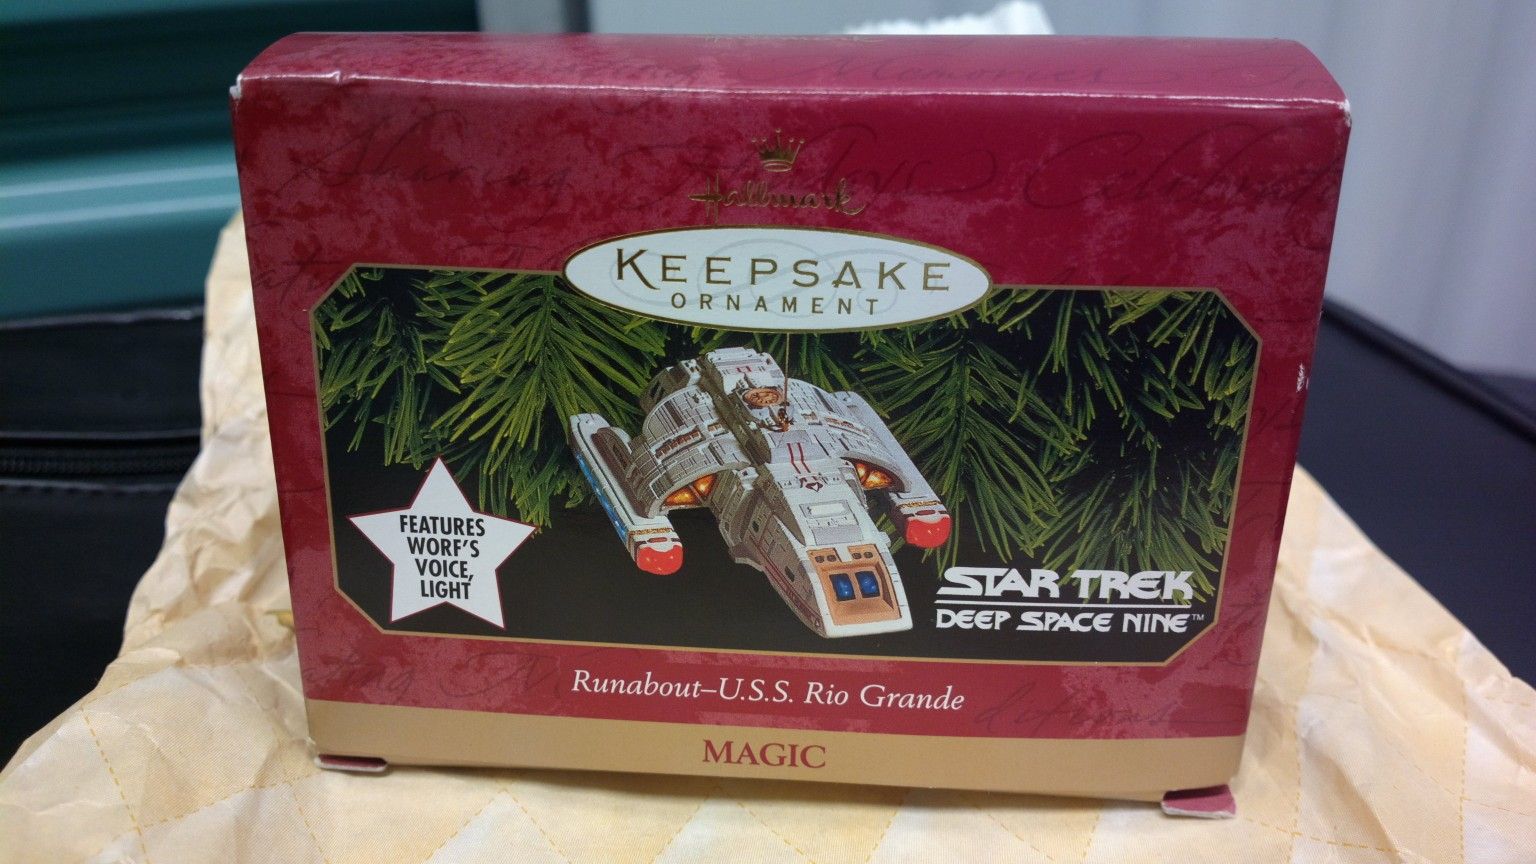 Hallmark
KEEPSAKE
ORNAMENT
FEATURES
WORF'S
VOICE,
LIGHT
STAR TREK
DEEP SPACE NINE™
Runabout–U.S.S. Rio Grande
MAGIC